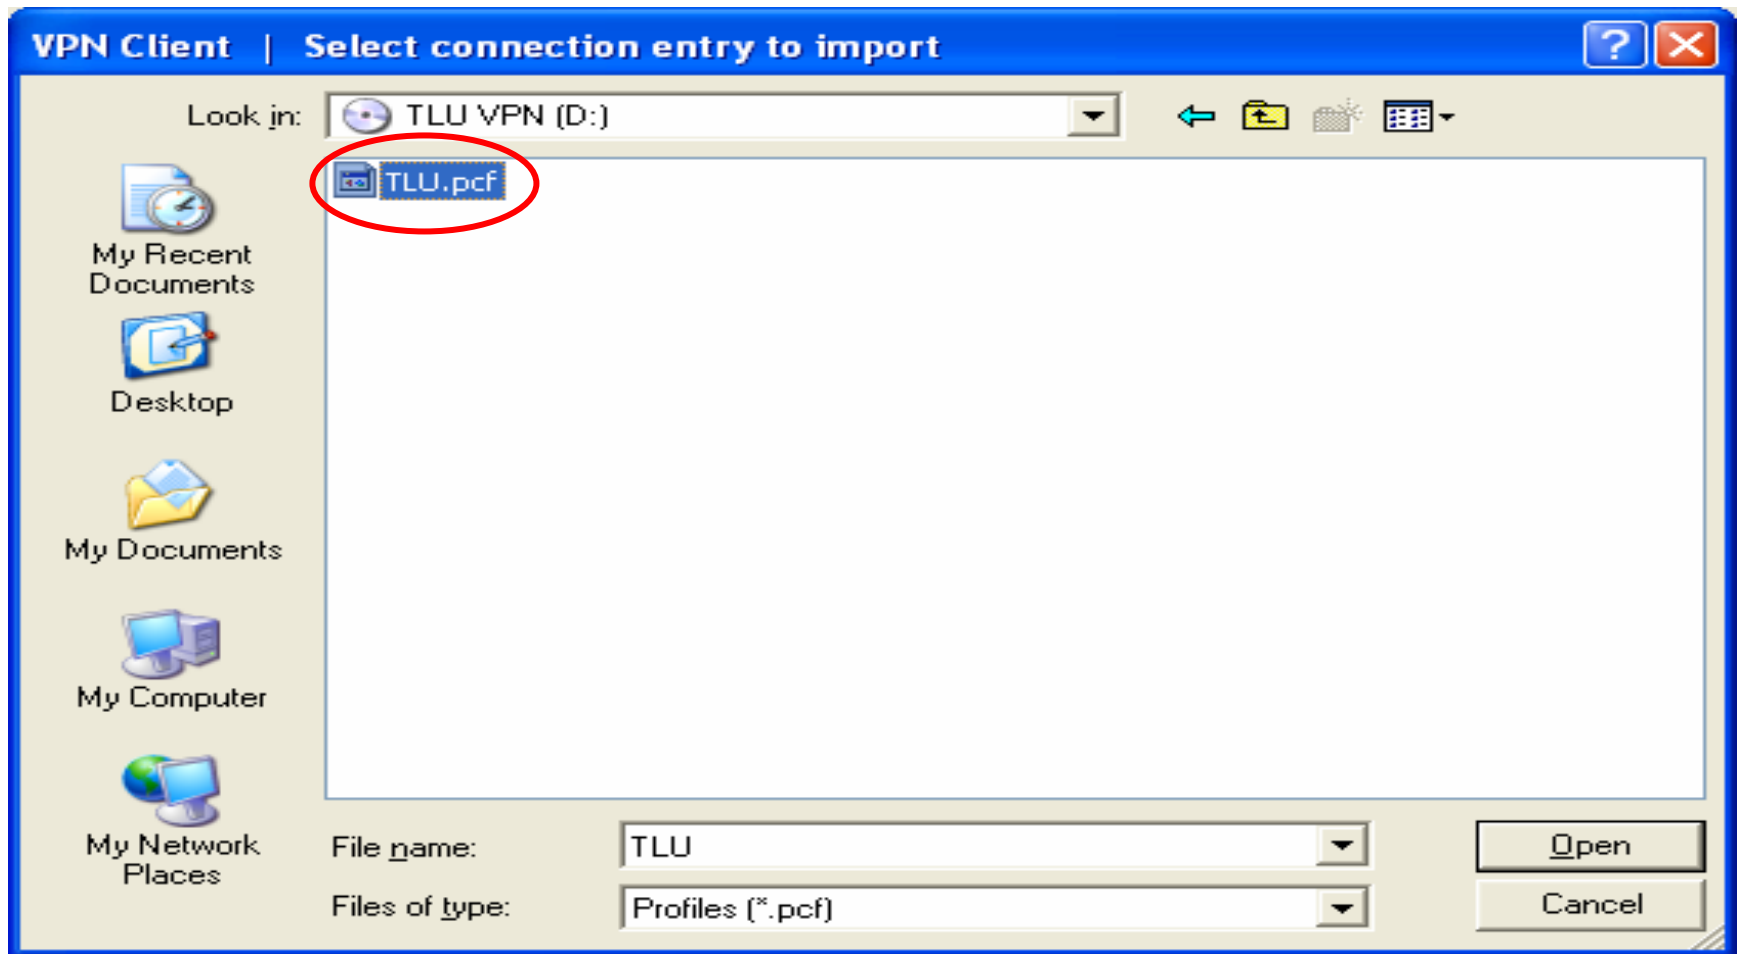 VPN Client | Select connection entry to import
Look in: TLU VPN (D:)
TLU.pcf
My Recent
Documents
Desktop
My Documents
My Computer
My Network
Places
File name: TLU
Open
Files of type: Profiles (*.pcf)
Cancel